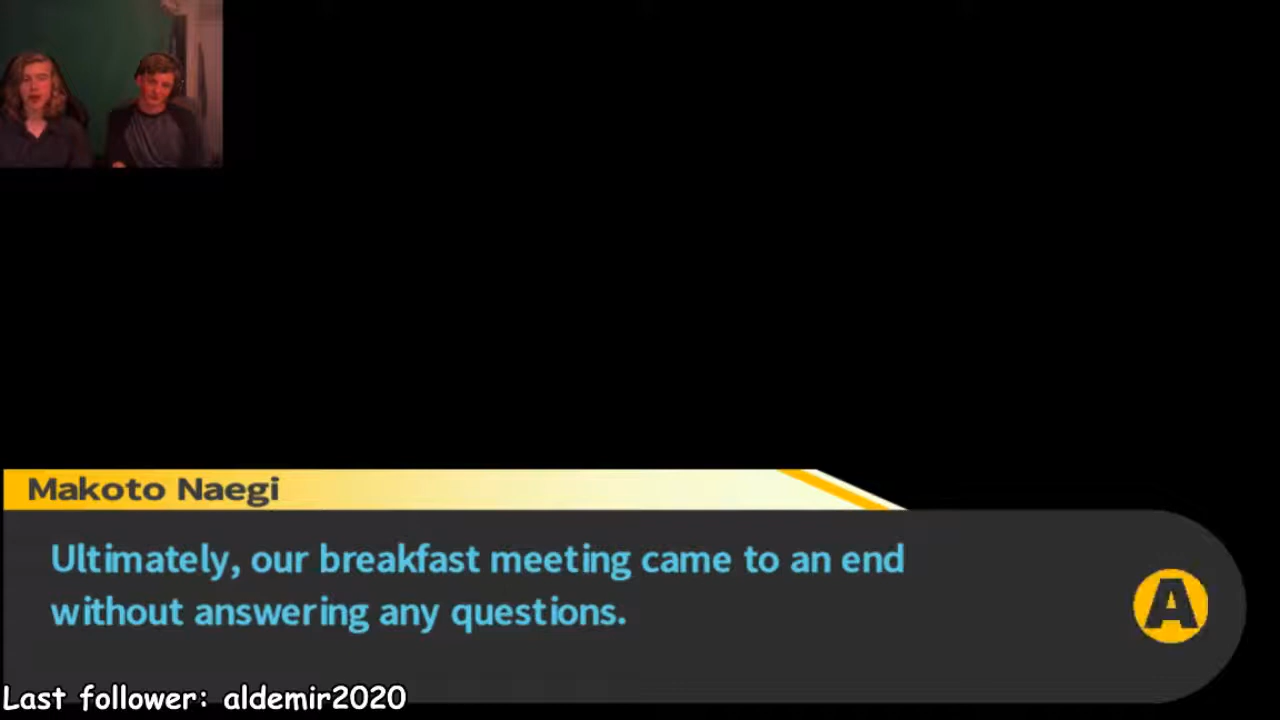 Makoto Naegi
Ultimately, our breakfast meeting came to an end
without answering any questions.
A
Last follower: aldemir2020